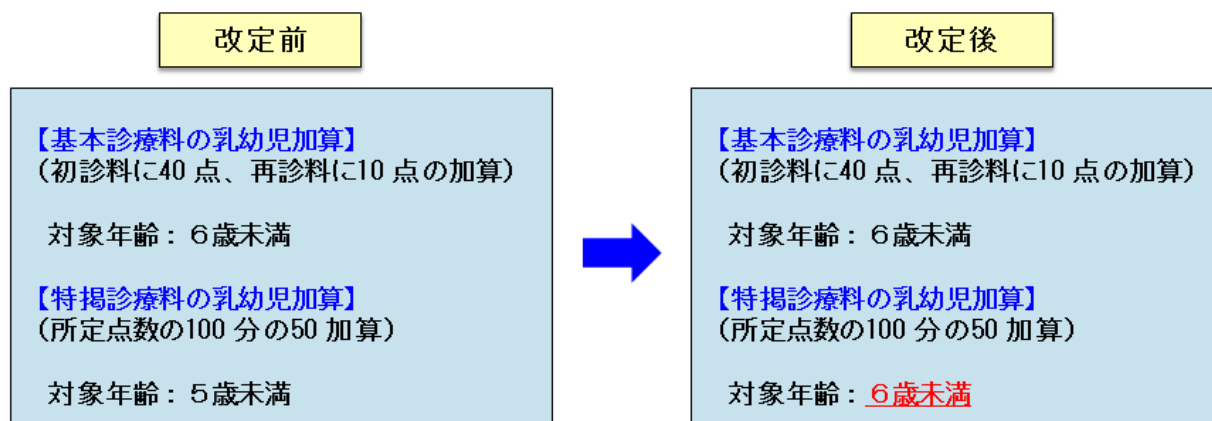 改定前
【基本診療料の乳幼児加算】
(初診料に40 点、再診料に10 点の加算)
対象年齢：６歳未満
【特掲診療料の乳幼児加算】
(所定点数の100 分の50 加算)
対象年齢：５歳未満
改定後
【基本診療料の乳幼児加算】
(初診料に40 点、再診料に10 点の加算)
対象年齢：６歳未満
【特掲診療料の乳幼児加算】
(所定点数の100 分の50 加算)
対象年齢：６歳未満